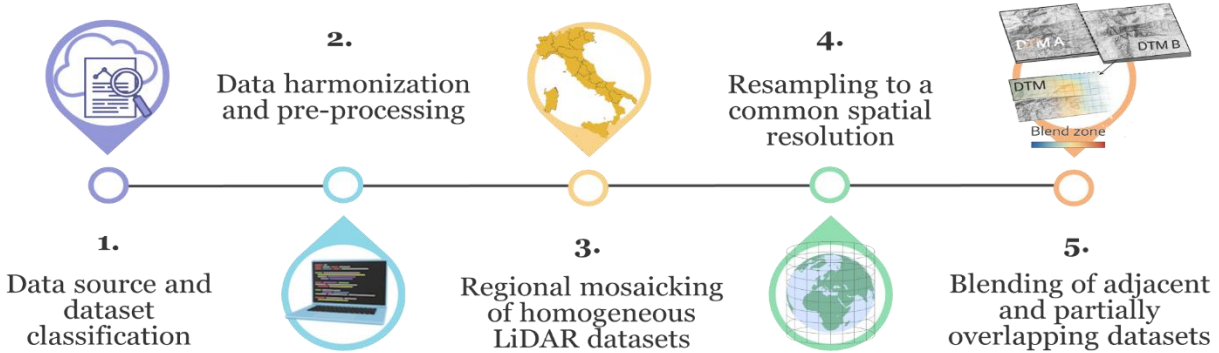 1.
Data source and
dataset
classification
2.
Data harmonization
and pre-processing
3.
Regional mosaicking
of homogeneous
LiDAR datasets
4.
Resampling to a
common spatial
resolution
DTM A
DTM B
DTM
Blend zone
5.
Blending of adjacent
and partially
overlapping datasets